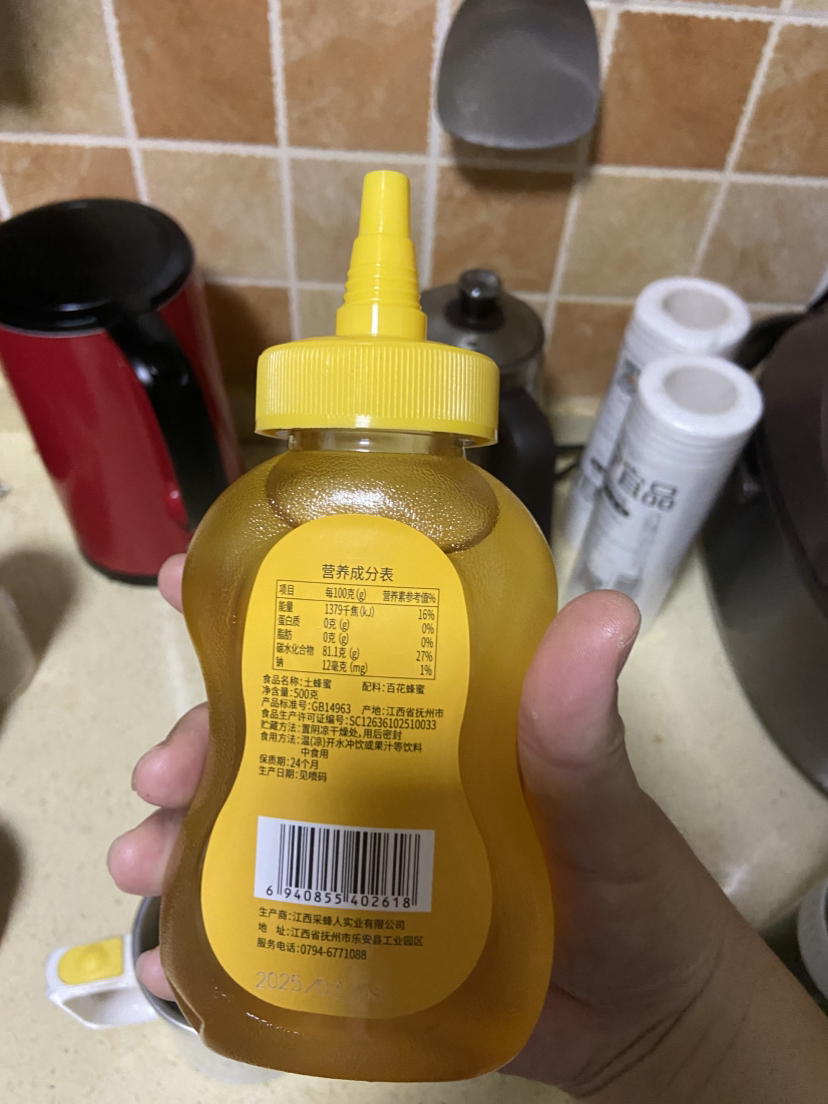 营养成分表
项目 每100克(g) 营养素参考值%
能量 1379千焦(kJ) 16%
蛋白质 0克(g) 0%
脂肪 0克(g) 0%
碳水化合物 81.1克(g) 27%
钠 12毫克(mg) 1%
食品名称:土蜂蜜 配料:百花蜂蜜
净含量:500克
产品标准号:GB14963 产地:江西省抚州市
食品生产许可证编号:SC12636102510033
贮藏方法:置阴凉干燥处,用后密封
食用方法:温(凉)开水冲饮或果汁等饮料
中食用
保质期:24个月
生产日期:见喷码
6 940855 402618
生产商:江西采蜂人实业有限公司
地 址:江西省抚州市乐安县工业园区
服务电话:0794-6771088
2025/
品